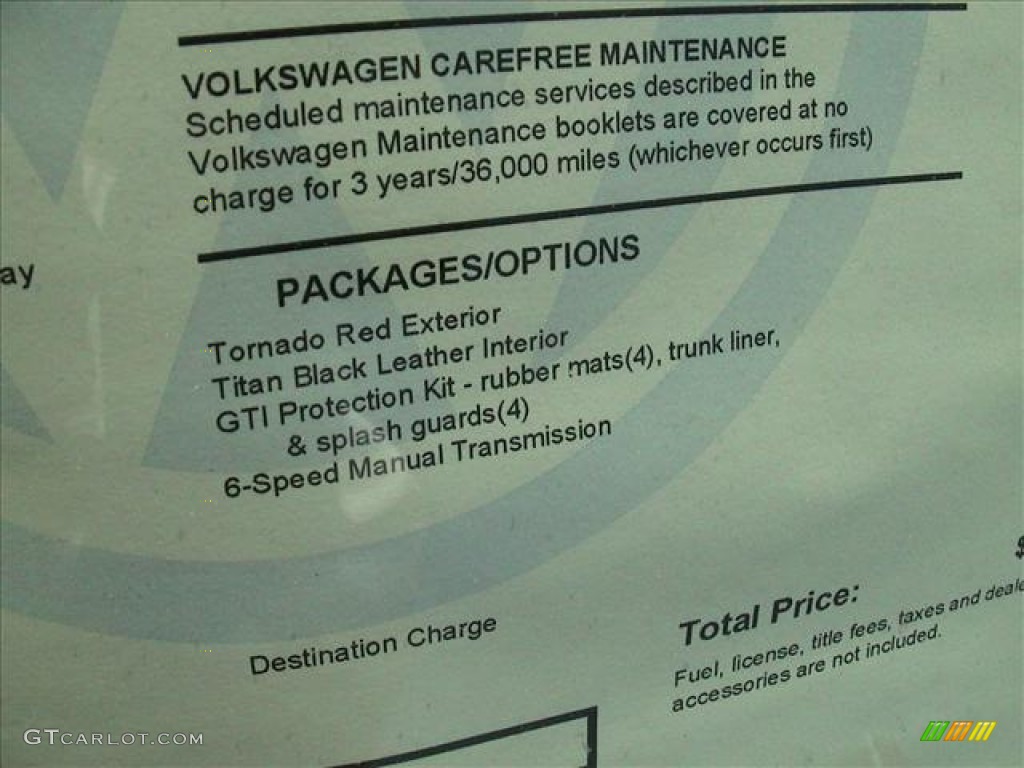 VOLKSWAGEN CAREFREE MAINTENANCE
Scheduled maintenance services described in the
Volkswagen Maintenance booklets are covered at no
charge for 3 years/36,000 miles (whichever occurs first)
ay
PACKAGES/OPTIONS
Tornado Red Exterior
Titan Black Leather Interior
GTI Protection Kit - rubber mats(4), trunk liner,
& splash guards(4)
6-Speed Manual Transmission
$
Total Price:
Destination Charge
Fuel, license, title fees, taxes and deale
accessories are not included.
GTCARLOT.COM